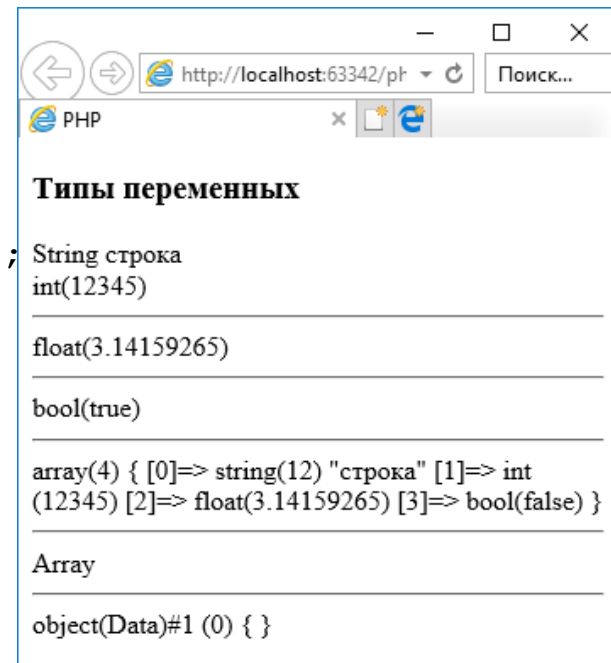 http://localhost:63342/ph
Поиск...
PHP
Типы переменных
;
String строка
int(12345)
float(3.14159265)
bool(true)
array(4) { [0]=> string(12) "строка" [1]=> int
(12345) [2]=> float(3.14159265) [3]=> bool(false) }
Array
object(Data)#1 (0) { }